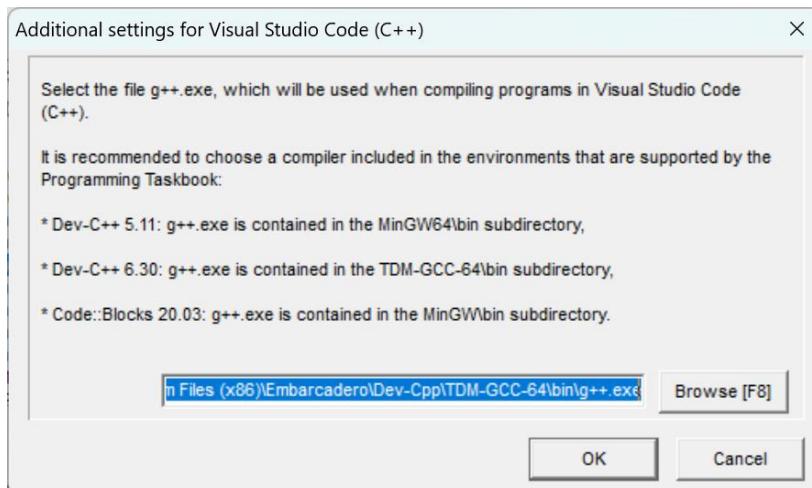 Additional settings for Visual Studio Code (C++)
Select the file g++.exe, which will be used when compiling programs in Visual Studio Code
(C++).
It is recommended to choose a compiler included in the environments that are supported by the
Programming Taskbook:
* Dev-C++ 5.11: g++.exe is contained in the MinGW64\bin subdirectory,
* Dev-C++ 6.30: g++.exe is contained in the TDM-GCC-64\bin subdirectory,
* Code::Blocks 20.03: g++.exe is contained in the MinGW\bin subdirectory.
n Files (x86)\Embarcadero\Dev-Cpp\TDM-GCC-64\bin\g++.exe
Browse [F8]
OK
Cancel